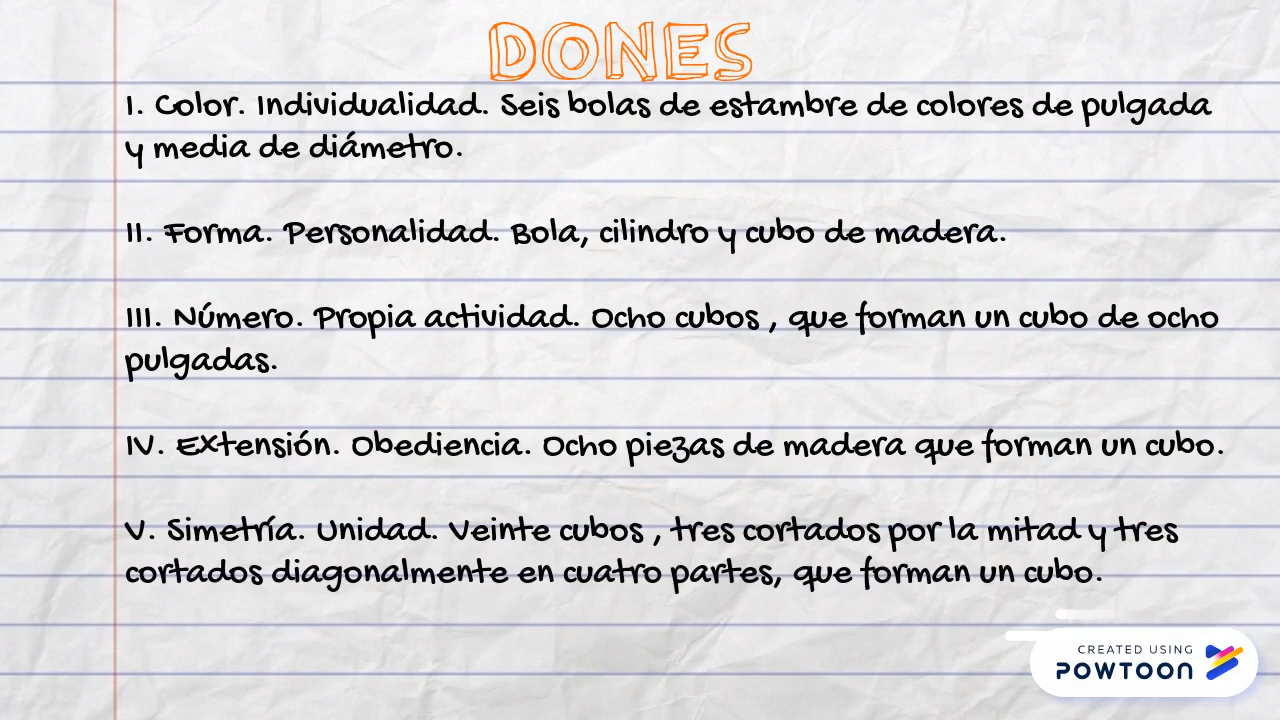 DONES
I. Color. Individualidad. Seis bolas de estambre de colores de pulgada
y media de diámetro.
II. Forma. Personalidad. Bola, cilindro y cubo de madera.
III. Número. Propia actividad. Ocho cubos , que forman un cubo de ocho
pulgadas.
IV. Extensión. Obediencia. Ocho piezas de madera que forman un cubo.
V. Simetría. Unidad. Veinte cubos , tres cortados por la mitad y tres
cortados diagonalmente en cuatro partes, que forman un cubo.
CREATED USING
POWTOON